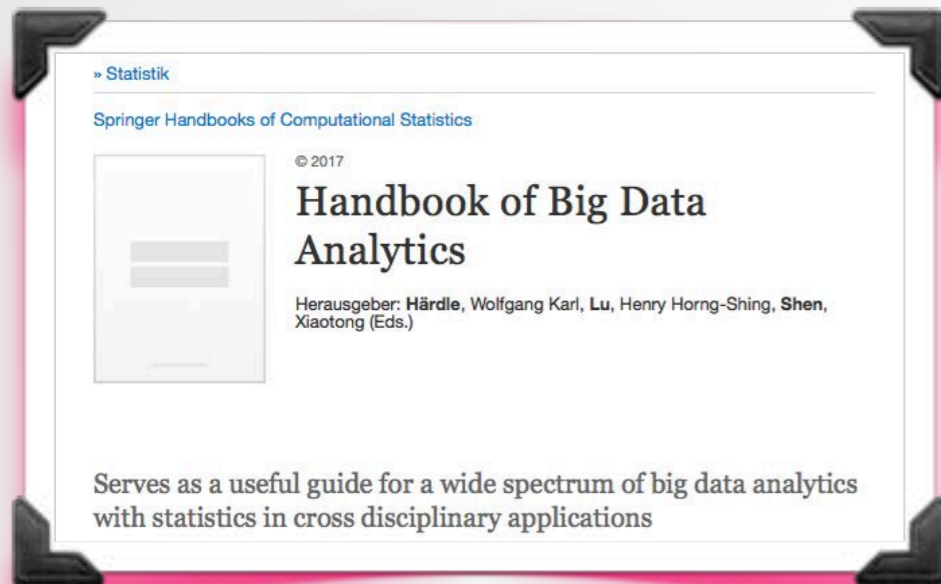 » Statistik
Springer Handbooks of Computational Statistics
© 2017
Handbook of Big Data
Analytics
Herausgeber: Härdle, Wolfgang Karl, Lu, Henry Horng-Shing, Shen,
Xiaotong (Eds.)
Serves as a useful guide for a wide spectrum of big data analytics
with statistics in cross disciplinary applications